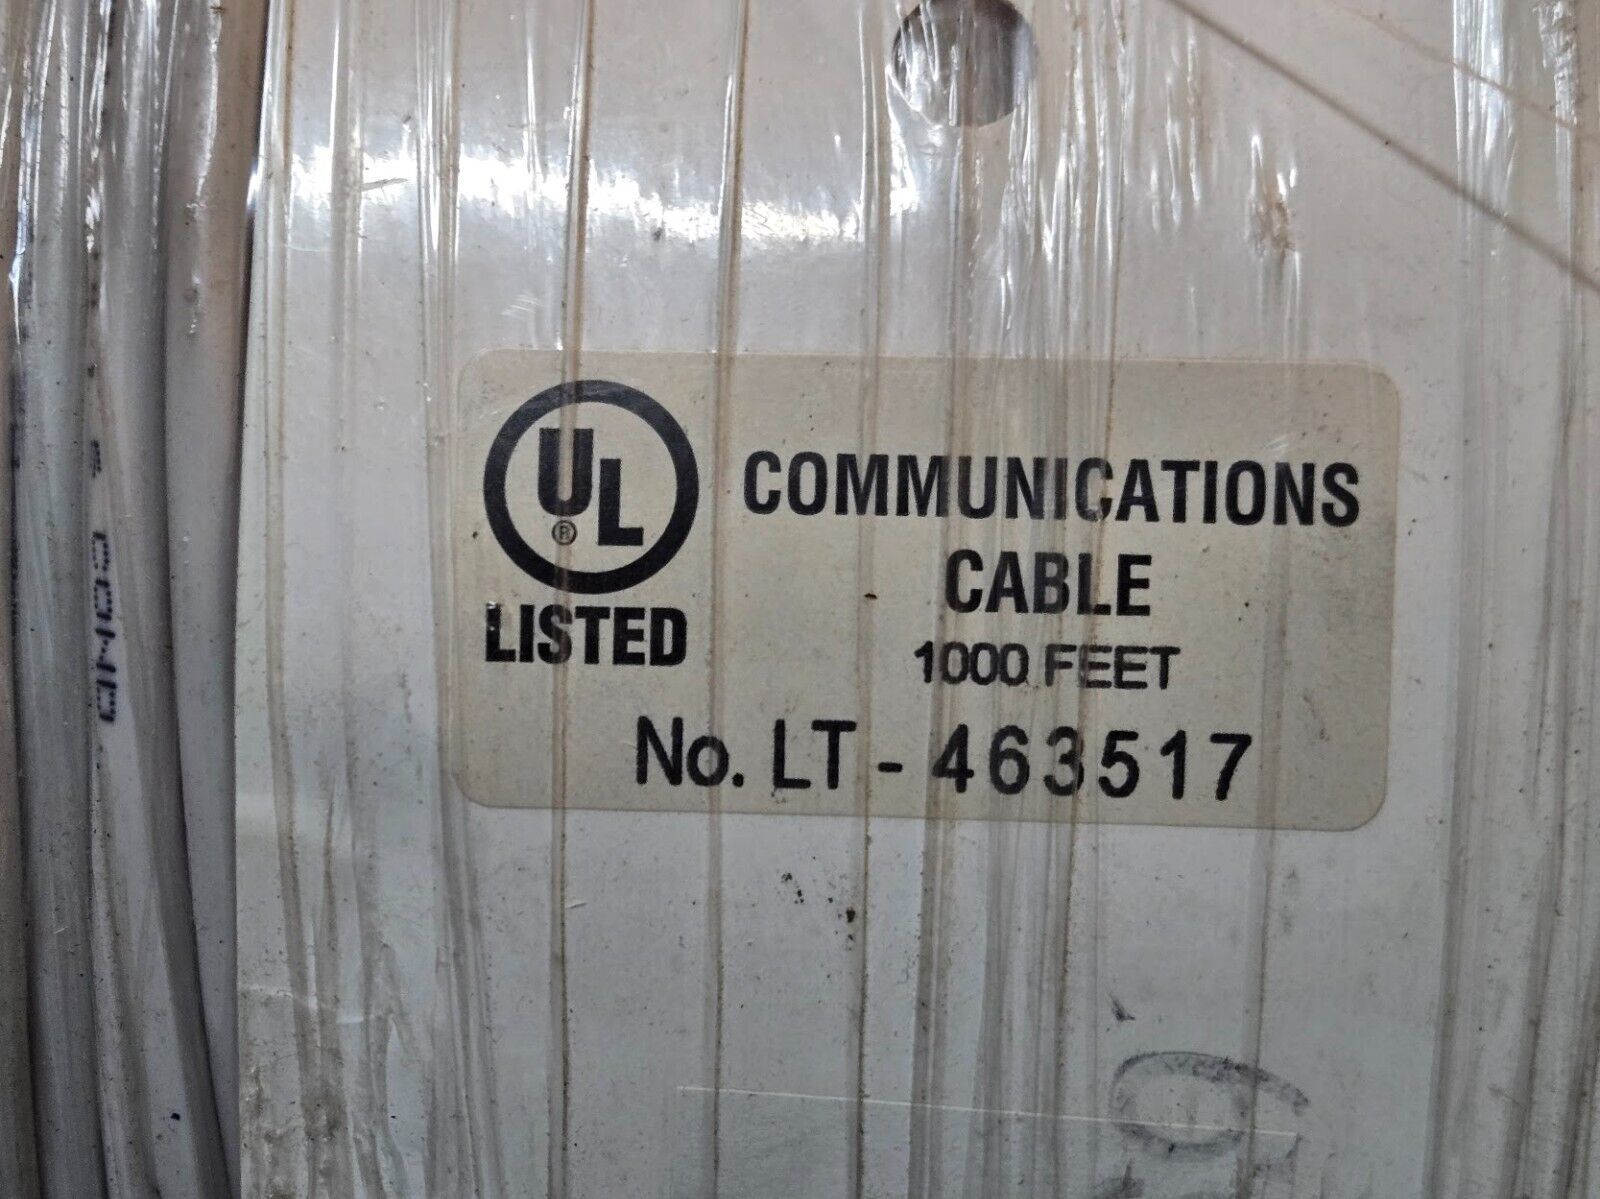 UL
®
LISTED
COMMUNICATIONS
CABLE
1000 FEET
No. LT - 463517